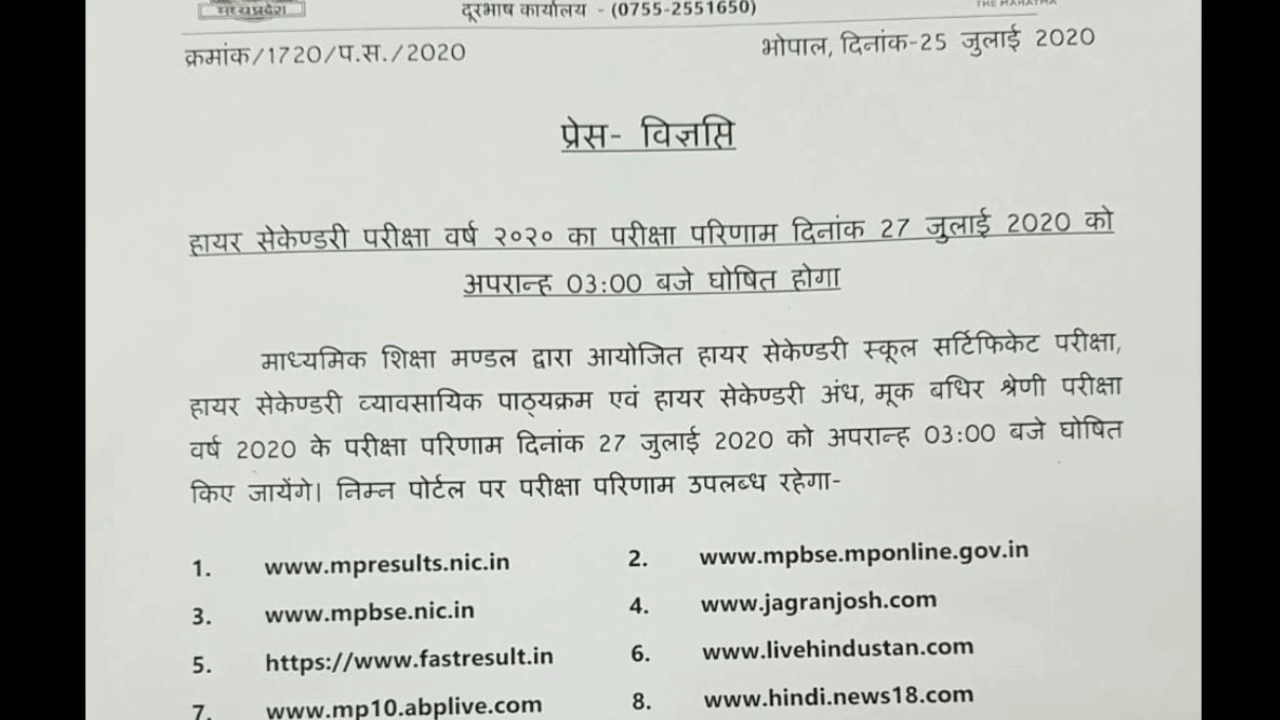 मध्यप्रदेश
दूरभाष कार्यालय - (0755-2551650)
THE MAHATMA
क्रमांक/1720/प.स./2020
भोपाल, दिनांक-25 जुलाई 2020
प्रेस- विज्ञप्ति
हायर सेकेण्डरी परीक्षा वर्ष २०२० का परीक्षा परिणाम दिनांक 27 जुलाई 2020 को
अपरान्ह 03:00 बजे घोषित होगा
माध्यमिक शिक्षा मण्डल द्वारा आयोजित हायर सेकेण्डरी स्कूल सर्टिफिकेट परीक्षा,
हायर सेकेण्डरी व्यावसायिक पाठ्यक्रम एवं हायर सेकेण्डरी अंध, मूक बधिर श्रेणी परीक्षा
वर्ष 2020 के परीक्षा परिणाम दिनांक 27 जुलाई 2020 को अपरान्ह 03:00 बजे घोषित
किए जायेंगे। निम्न पोर्टल पर परीक्षा परिणाम उपलब्ध रहेगा-
1. www.mpresults.nic.in 2. www.mpbse.mponline.gov.in
3. www.mpbse.nic.in 4. www.jagranjosh.com
5. https://www.fastresult.in 6. www.livehindustan.com
7. www.mp10.abplive.com 8. www.hindi.news18.com